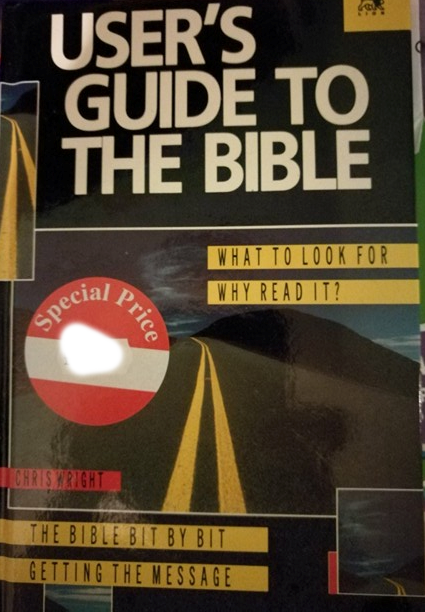 LION
USER'S
GUIDE TO
THE BIBLE
WHAT TO LOOK FOR
WHY READ IT?
Special Price
CHRIS WRIGHT
THE BIBLE BIT BY BIT
GETTING THE MESSAGE